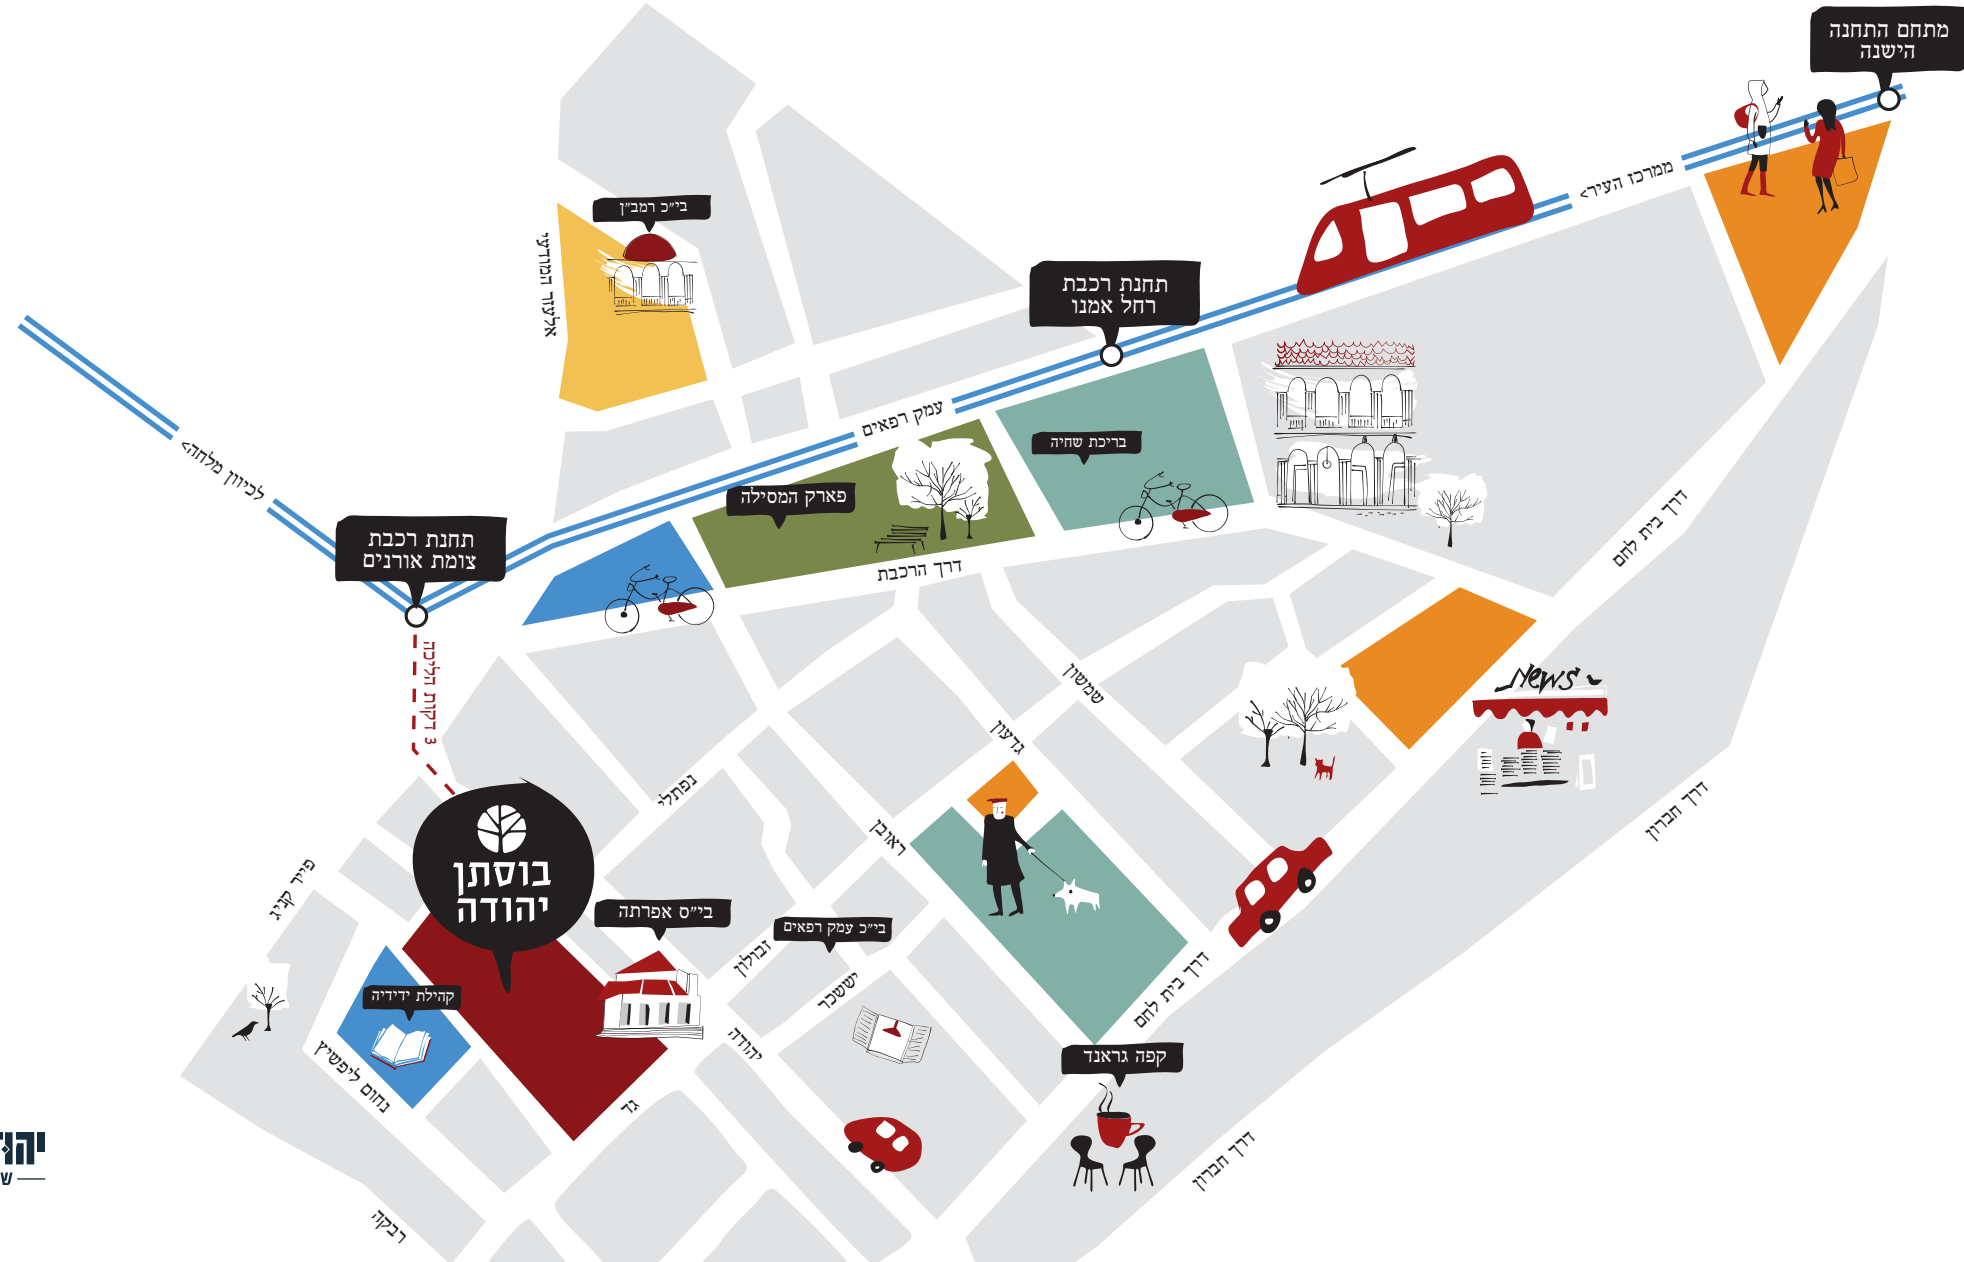 מתחם התחנה
הישנה
ממרכז העיר>
בי״כ רמב״ן
אלעזר המודעי
תחנת רכבת
רחל אמנו
עמק רפאים
בריכת שחיה
פארק המסילה
דרך הרכבת
לכיוון מלחה>
תחנת רכבת
צומת אורנים
3 דקות הליכה
דרך בית לחם
שמשון
News
גדעון
נפתלי
ראובן
דרך חברון
בוסתן
יהודה
פייר קניג
בי״ס אפרתה
בי״כ עמק רפאים
זבולון
יששכר
דרך בית לחם
קהילת ידידיה
נחום ליפשיץ
יהודה
קפה גראנד
גן
דרך חברון
רבקה